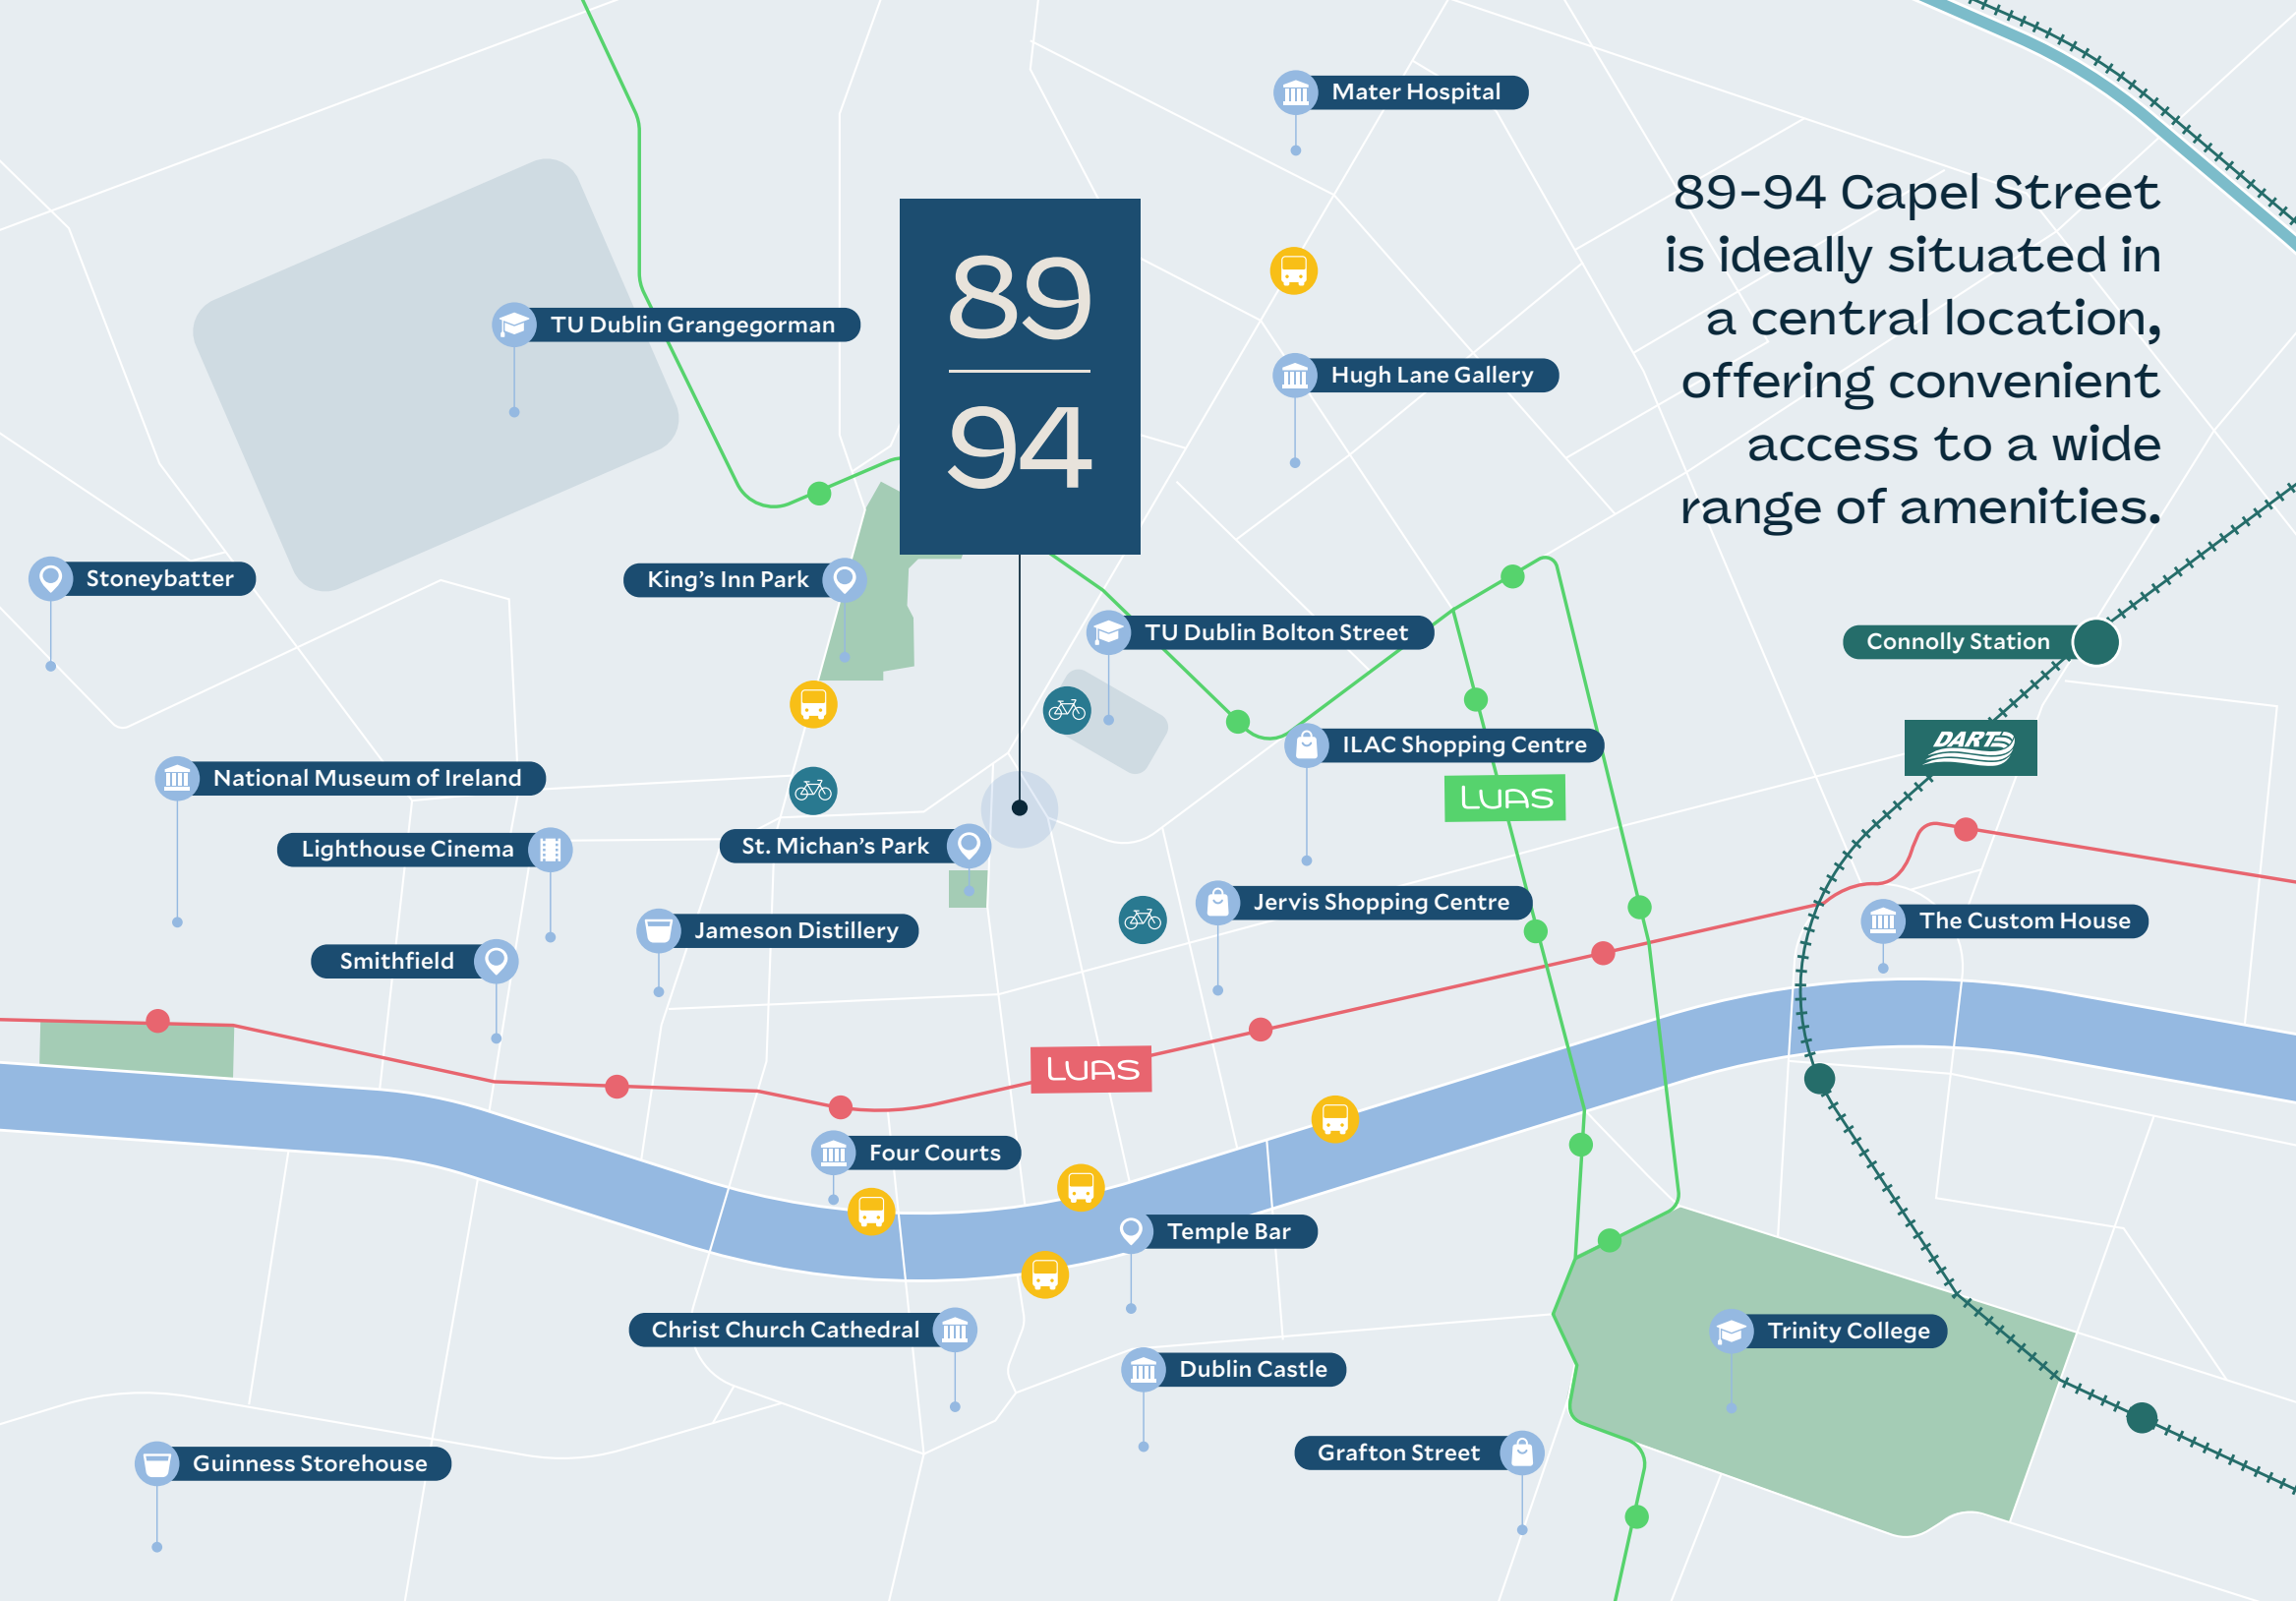 Mater Hospital
89-94 Capel Street
is ideally situated in
a central location,
offering convenient
access to a wide
range of amenities.
89
94
TU Dublin Grangegorman
Hugh Lane Gallery
Stoneybatter
King's Inn Park
TU Dublin Bolton Street
Connolly Station
DART
ILAC Shopping Centre
National Museum of Ireland
LUAS
Lighthouse Cinema
St. Michan's Park
Jervis Shopping Centre
The Custom House
Jameson Distillery
Smithfield
LUAS
Four Courts
Temple Bar
Christ Church Cathedral
Trinity College
Dublin Castle
Grafton Street
Guinness Storehouse